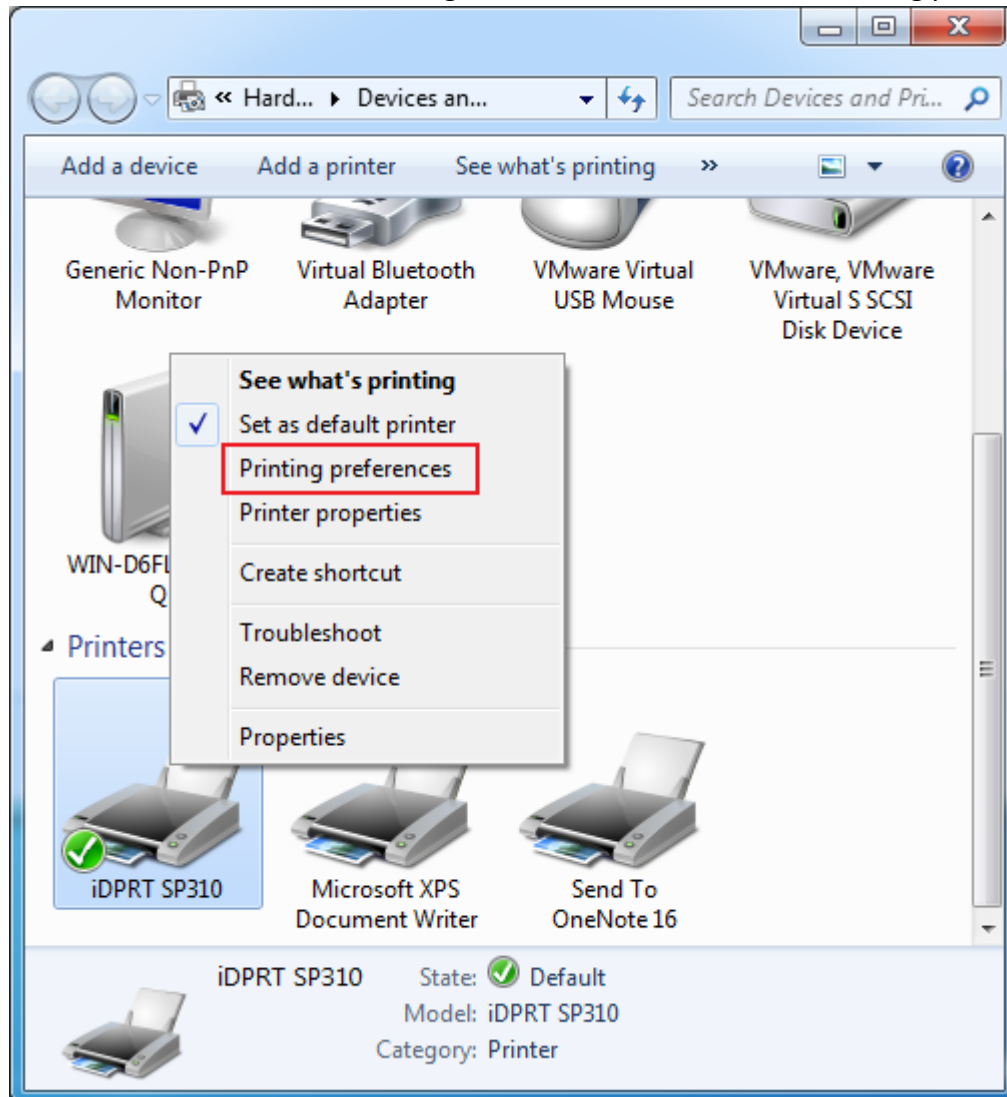 « Hard... ▸ Devices an...
Search Devices and Pri...
Add a device Add a printer See what's printing »
Generic Non-PnP
Monitor
Virtual Bluetooth
Adapter
VMware Virtual
USB Mouse
VMware, VMware
Virtual S SCSI
Disk Device
See what's printing
Set as default printer
Printing preferences
Printer properties
Create shortcut
Troubleshoot
Remove device
Properties
WIN-D6FL
Q
Printers
iDPRT SP310
Microsoft XPS
Document Writer
Send To
OneNote 16
iDPRT SP310 State: Default
Model: iDPRT SP310
Category: Printer